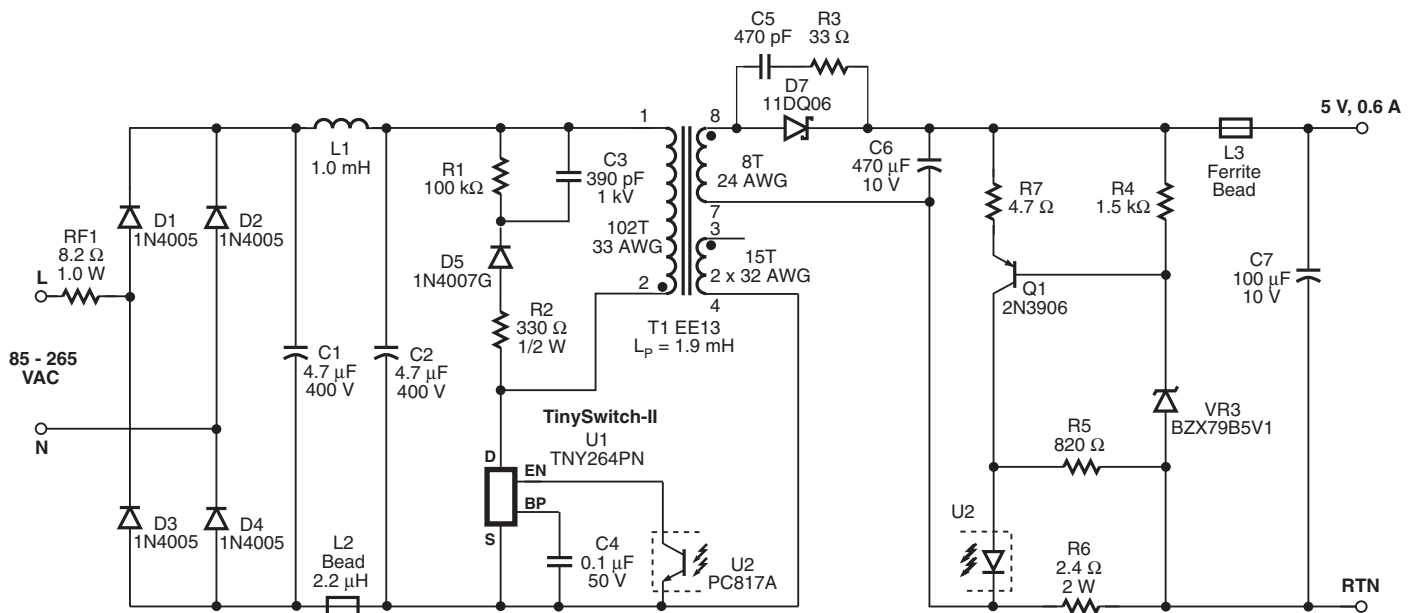 C5
470 pF
R3
33 Ω
D7
11DQ06
5 V, 0.6 A
1
8
L1
1.0 mH
R1
100 kΩ
C3
390 pF
1 kV
8T
24 AWG
C6
470 µF
10 V
L3
Ferrite
Bead
R7
4.7 Ω
R4
1.5 kΩ
7
3
D1
1N4005
D2
1N4005
RF1
8.2 Ω
1.0 W
L
102T
33 AWG
D5
1N4007G
15T
2 x 32 AWG
2
4
C7
100 µF
10 V
Q1
2N3906
R2
330 Ω
1/2 W
T1 EE13
LP = 1.9 mH
85 - 265
VAC
C1
4.7 µF
400 V
C2
4.7 µF
400 V
N
TinySwitch-II
U1
TNY264PN
VR3
BZX79B5V1
R5
820 Ω
D
EN
BP
S
D3
1N4005
D4
1N4005
L2
Bead
2.2 µH
C4
0.1 µF
50 V
U2
PC817A
U2
R6
2.4 Ω
2 W
RTN